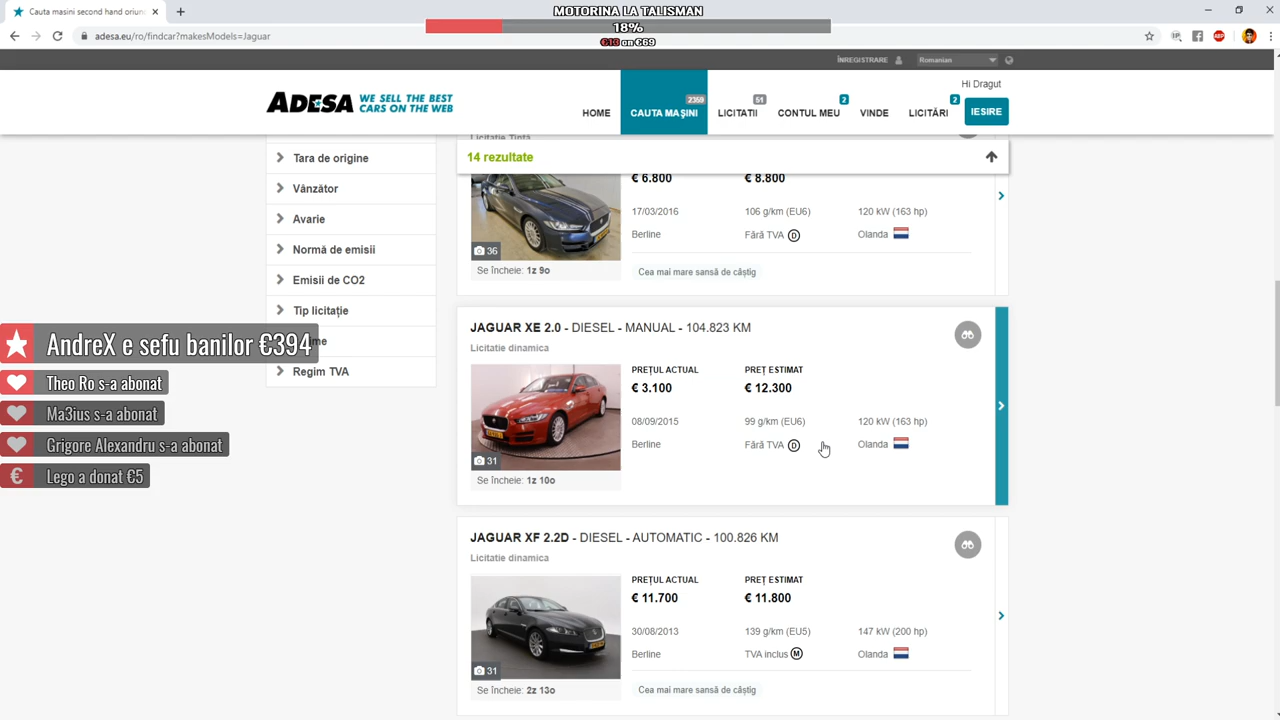 Cauta masini second hand oriun
MOTORINA LA TALISMAN
18%
€13 on €69
adesa.eu/ro/findcar?makesModels=Jaguar
ÎNREGISTRARE
Romanian
ADESA WE SELL THE BEST
CARS ON THE WEB
Hi Dragut
HOME
CAUTA MAȘINI 2359
LICITATII 51
CONTUL MEU 2
VINDE
LICITĂRI 2
IESIRE
Tara de origine
Vânzător
Avarie
Normă de emisii
Emisii de CO2
Tip licitație
Regim TVA
Licitatie Tintă
14 rezultate
€ 6.800
€ 8.800
17/03/2016
106 g/km (EU6)
120 kW (163 hp)
Berline
Fără TVA D
Olanda
36
Se încheie: 1z 9o
Cea mai mare sansă de câștig
JAGUAR XE 2.0 - DIESEL - MANUAL - 104.823 KM
Licitatie dinamica
PREȚUL ACTUAL
PREȚ ESTIMAT
€ 3.100
€ 12.300
08/09/2015
99 g/km (EU6)
120 kW (163 hp)
Berline
Fără TVA D
Olanda
31
Se încheie: 1z 10o
JAGUAR XF 2.2D - DIESEL - AUTOMATIC - 100.826 KM
Licitatie dinamica
PREȚUL ACTUAL
PREȚ ESTIMAT
€ 11.700
€ 11.800
30/08/2013
139 g/km (EU5)
147 kW (200 hp)
Berline
TVA inclus M
Olanda
31
Se încheie: 2z 13o
Cea mai mare sansă de câștig
AndreX e sefu banilor €394
Theo Ro s-a abonat
Ma3ius s-a abonat
Grigore Alexandru s-a abonat
€ Lego a donat €5